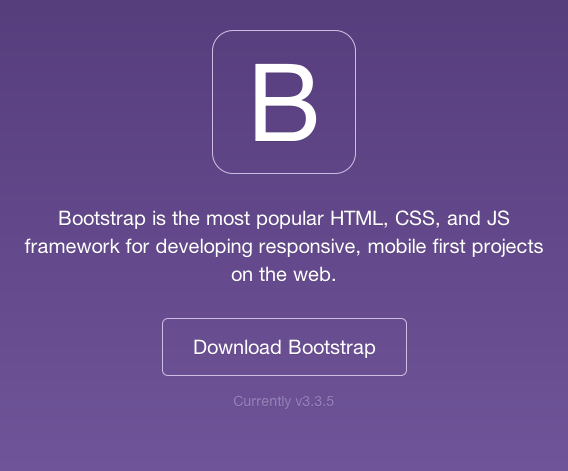 B
Bootstrap is the most popular HTML, CSS, and JS
framework for developing responsive, mobile first projects
on the web.
Download Bootstrap
Currently v3.3.5